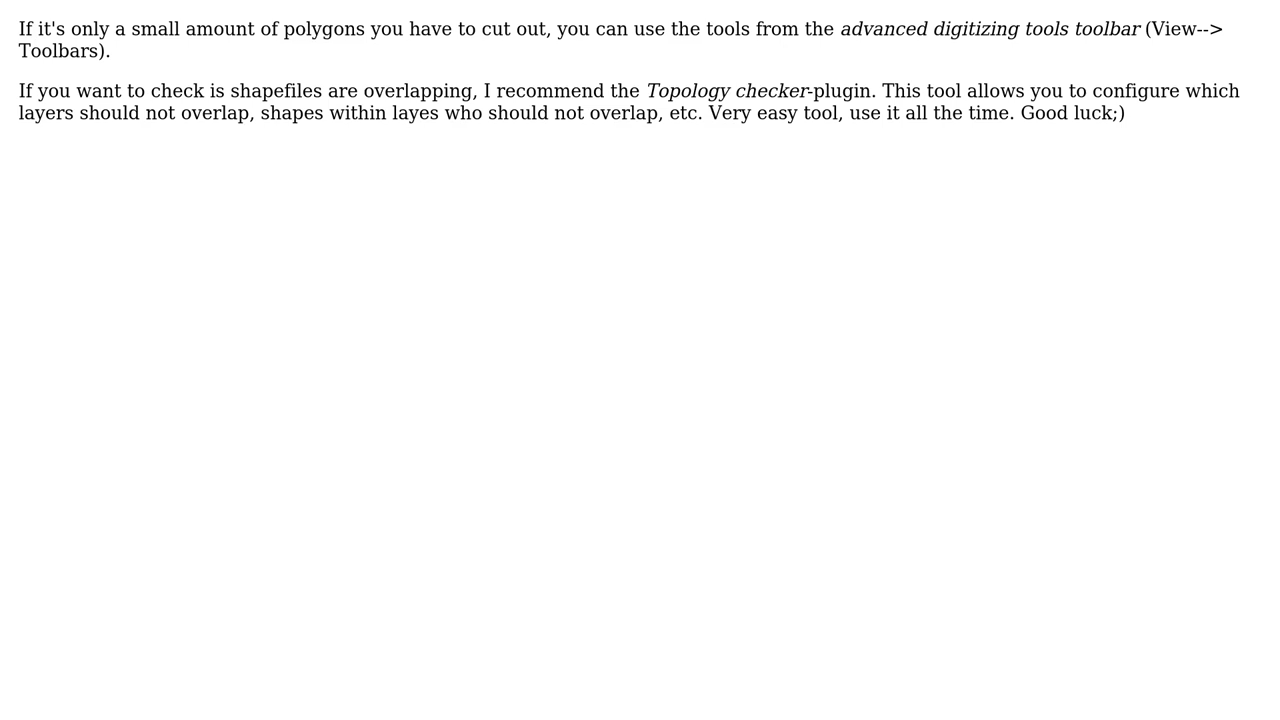 If it's only a small amount of polygons you have to cut out, you can use the tools from the advanced digitizing tools toolbar (View-->
Toolbars).
If you want to check is shapefiles are overlapping, I recommend the Topology checker-plugin. This tool allows you to configure which
layers should not overlap, shapes within layes who should not overlap, etc. Very easy tool, use it all the time. Good luck;)